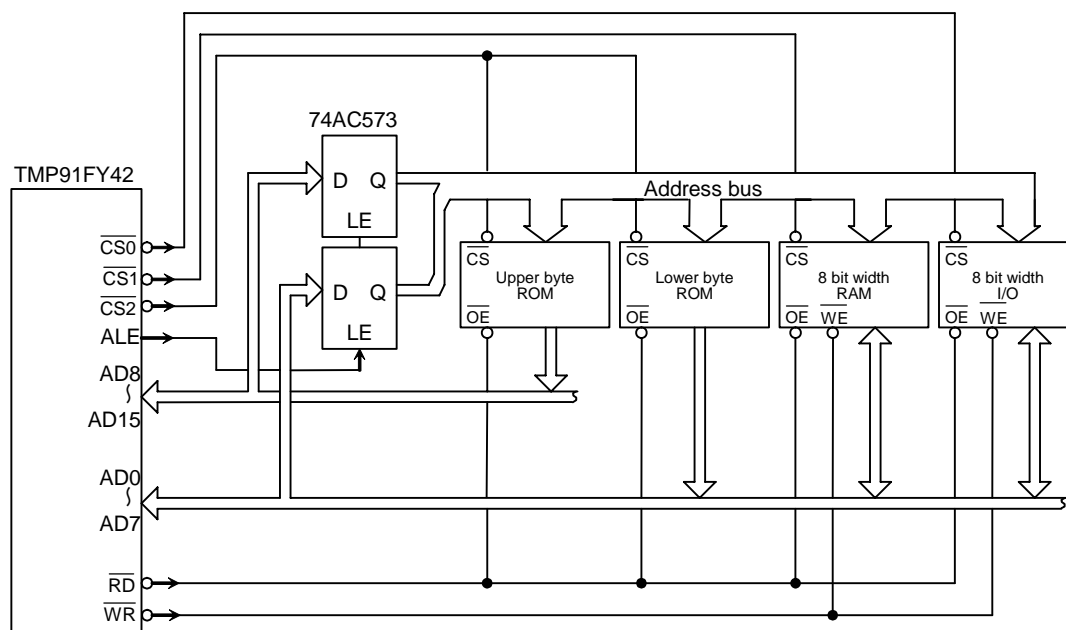 74AC573
TMP91FY42
D Q
LE
D Q
LE
Address bus
CS0
CS1
CS2
ALE
AD8
~
AD15
AD0
~
AD7
RD
WR
CS
Upper byte
ROM
OE
CS
Lower byte
ROM
OE
CS
8 bit width
RAM
OE WE
CS
8 bit width
I/O
OE WE